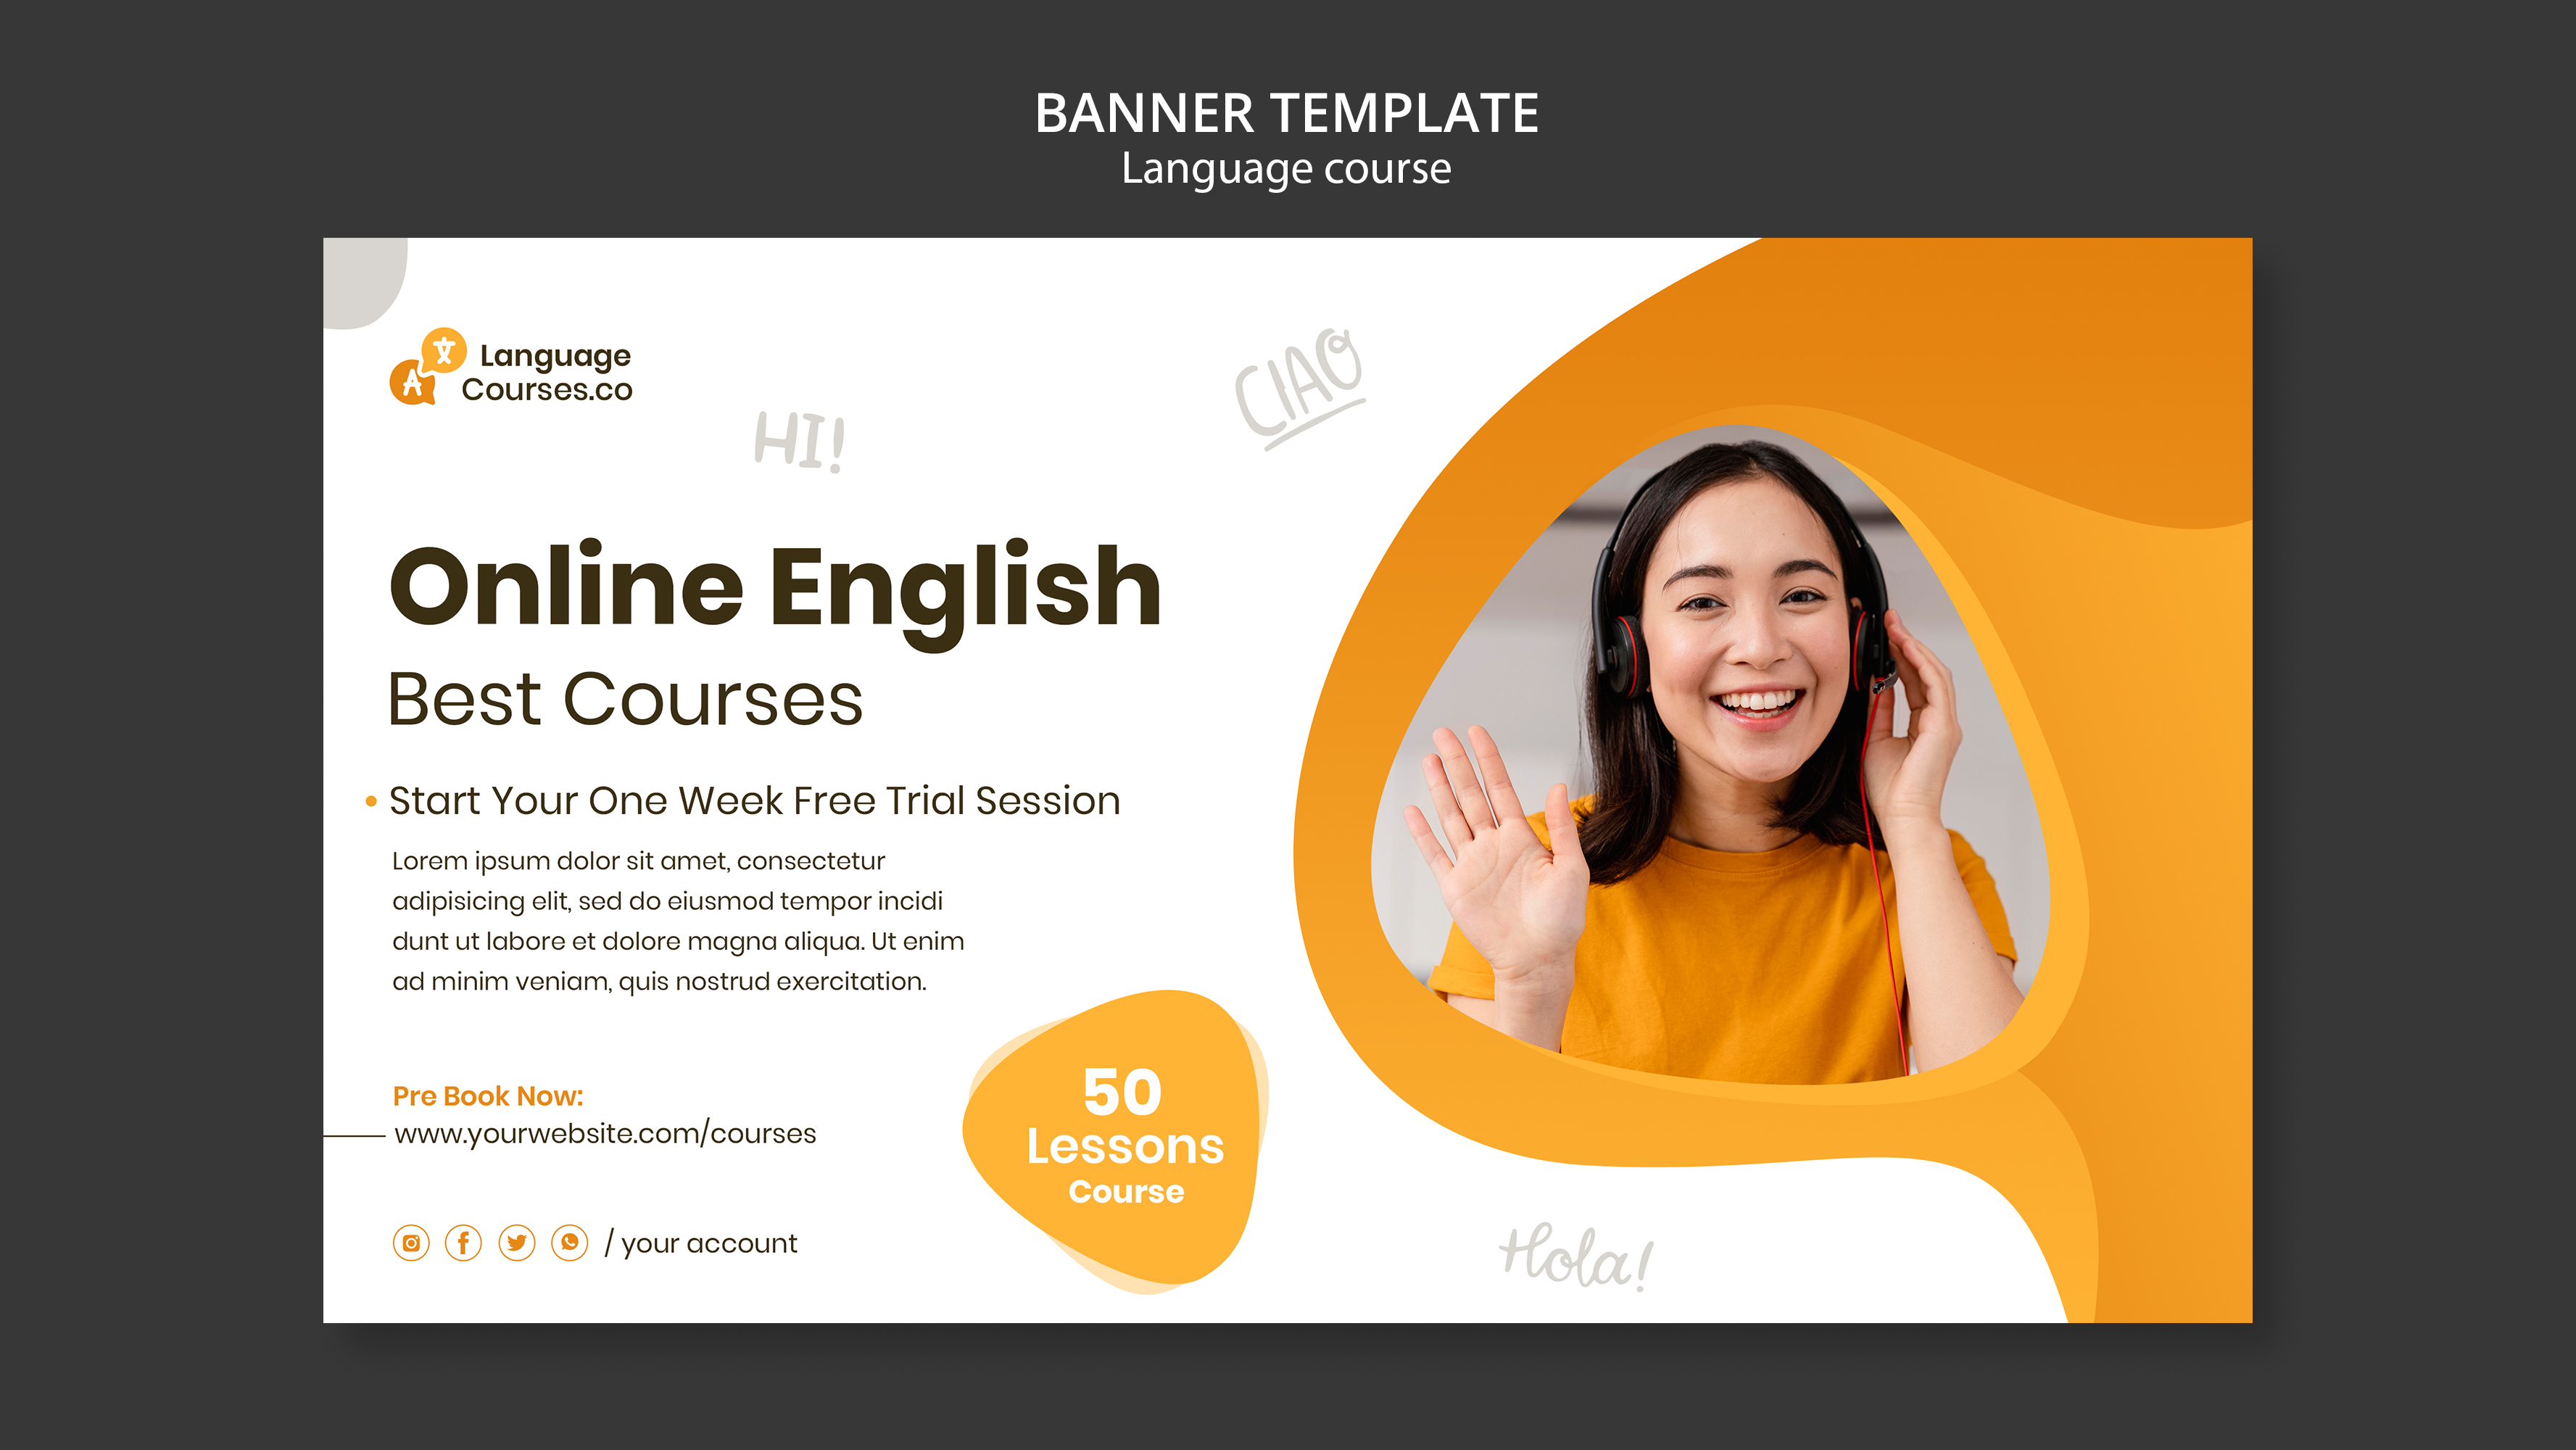 BANNER TEMPLATE
Language course
文
A
Language
Courses.co
HI!
CIAO
Online English
Best Courses
• Start Your One Week Free Trial Session
Lorem ipsum dolor sit amet, consectetur
adipisicing elit, sed do eiusmod tempor incidi
dunt ut labore et dolore magna aliqua. Ut enim
ad minim veniam, quis nostrud exercitation.
Pre Book Now:
www.yourwebsite.com/courses
50
Lessons
Course
/ your account
Hola!